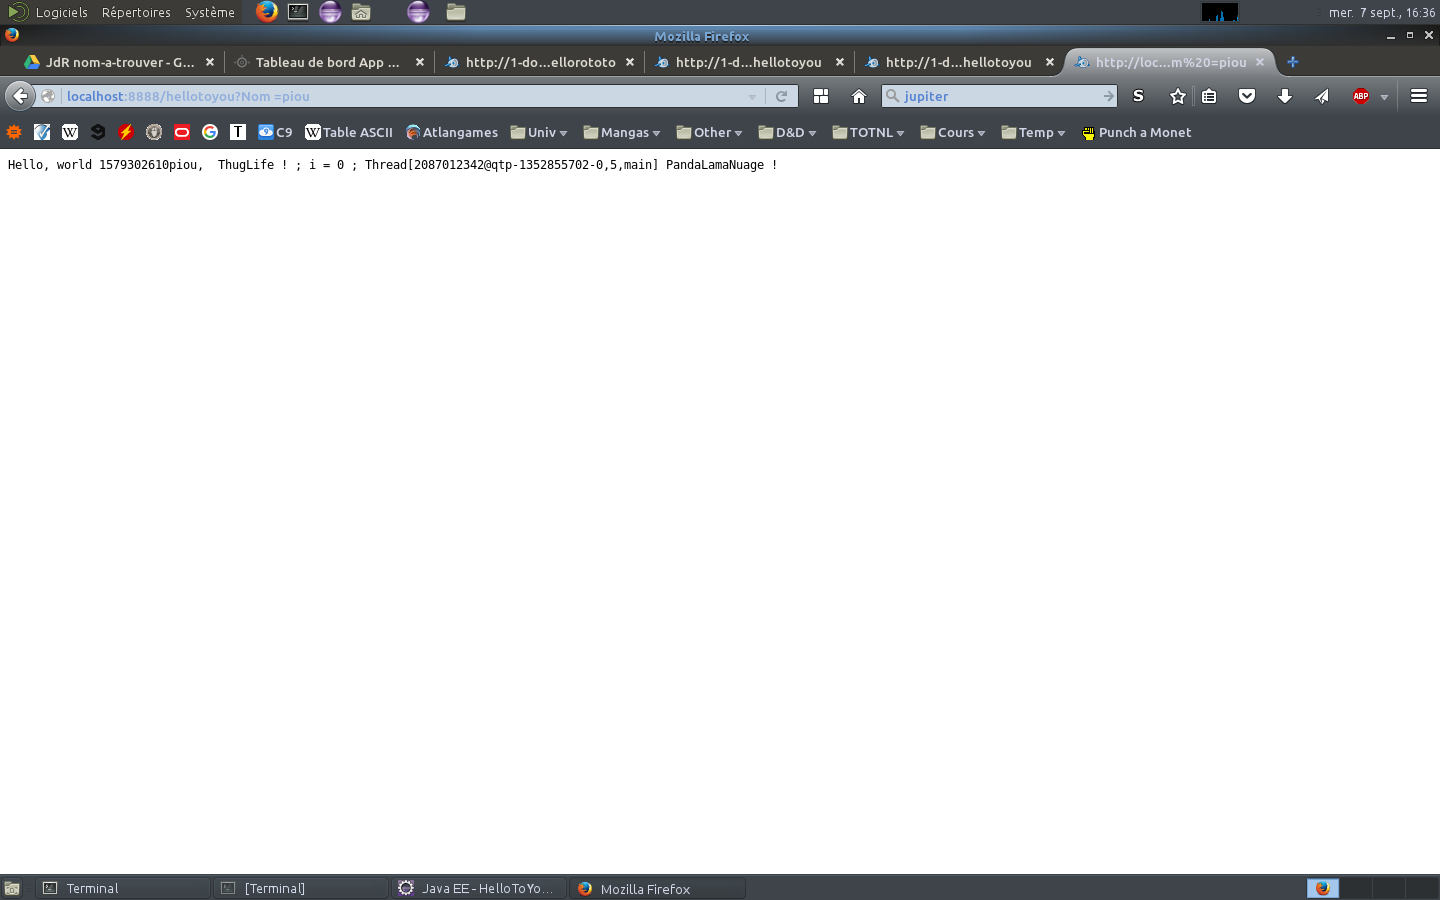 Logiciels Répertoires Système mer. 7 sept., 16:36
Mozilla Firefox
JdR nom-a-trouver - G... Tableau de bord App ... http://1-do...ellorototo http://1-d...hellotoyou http://1-d...hellotoyou http://loc...m%20=piou
localhost:8888/hellotoyou?Nom =piou jupiter S ABP
W T C9 W Table ASCII Atlangames Univ Mangas Other D&D TOTNL Cours Temp Punch a Monet
Hello, world 1579302610piou,  ThugLife ! ; i = 0 ; Thread[2087012342@qtp-1352855702-0,5,main] PandaLamaNuage !
Terminal [Terminal] Java EE - HelloToYo... Mozilla Firefox